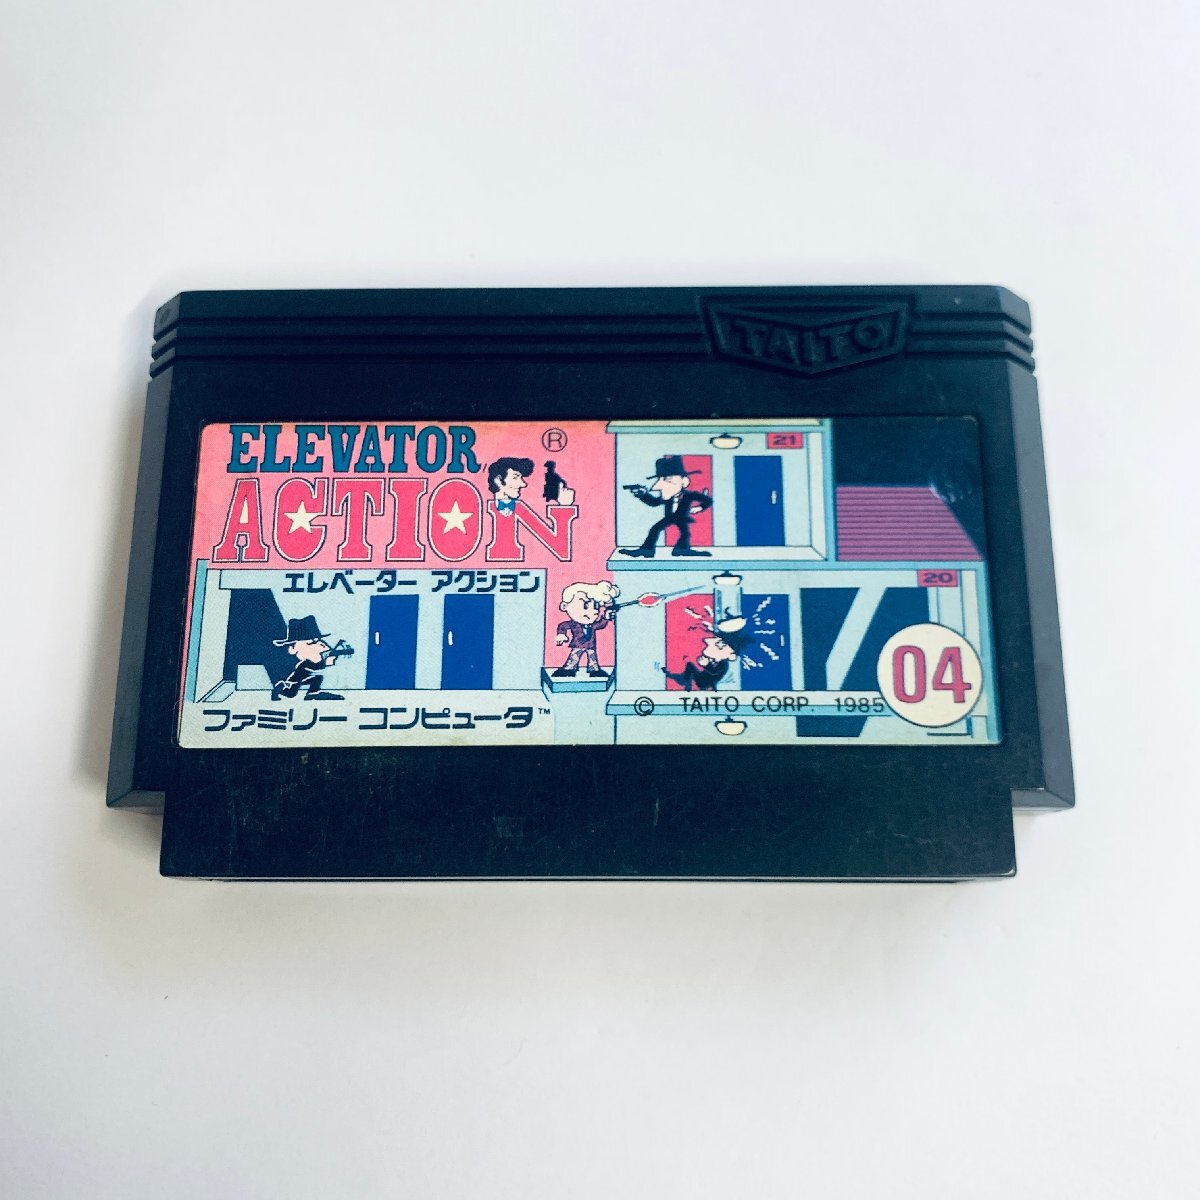 TAITO
ELEVATOR ®
ACTION
エレベーター アクション
21
20
04
© TAITO CORP. 1985
ファミリー コンピュータ™